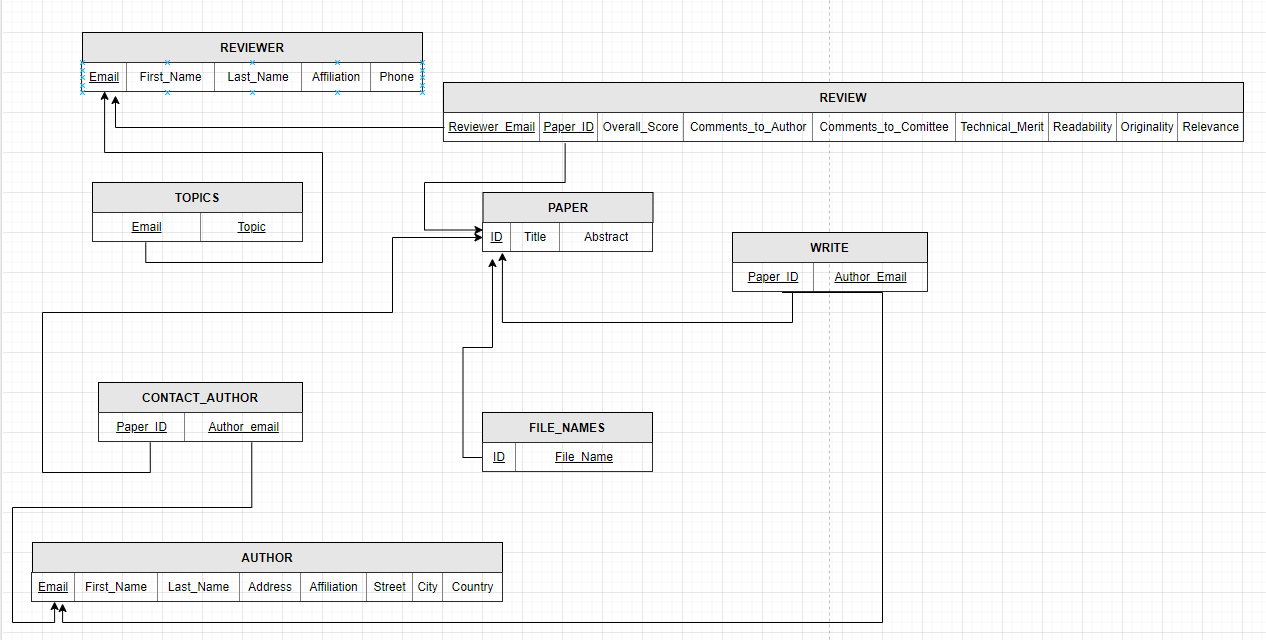 REVIEWER
Email First_Name Last_Name Affiliation Phone
REVIEW
Reviewer_Email Paper_ID Overall_Score Comments_to_Author Comments_to_Comittee Technical_Merit Readability Originality Relevance
TOPICS
Email Topic
PAPER
ID Title Abstract
WRITE
Paper_ID Author_Email
CONTACT_AUTHOR
Paper_ID Author_email
FILE_NAMES
ID File_Name
AUTHOR
Email First_Name Last_Name Address Affiliation Street City Country